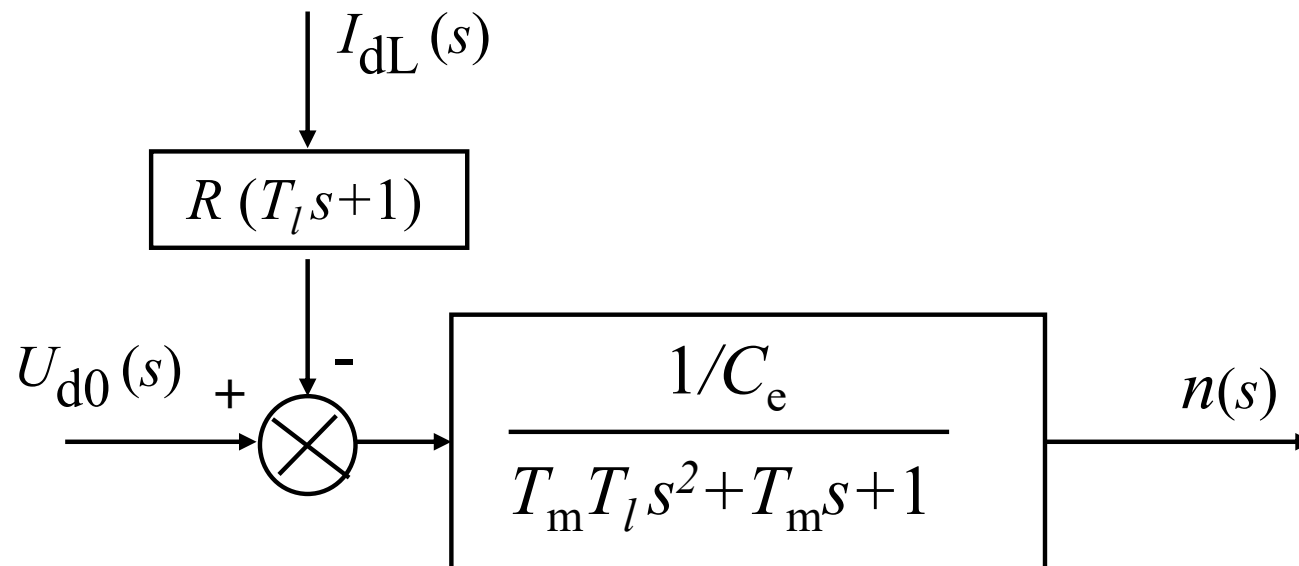 I_dL (s)
R (T_l s+1)
U_d0 (s)
+
-
1/C_e
T_m T_l s^2+T_m s+1
n(s)